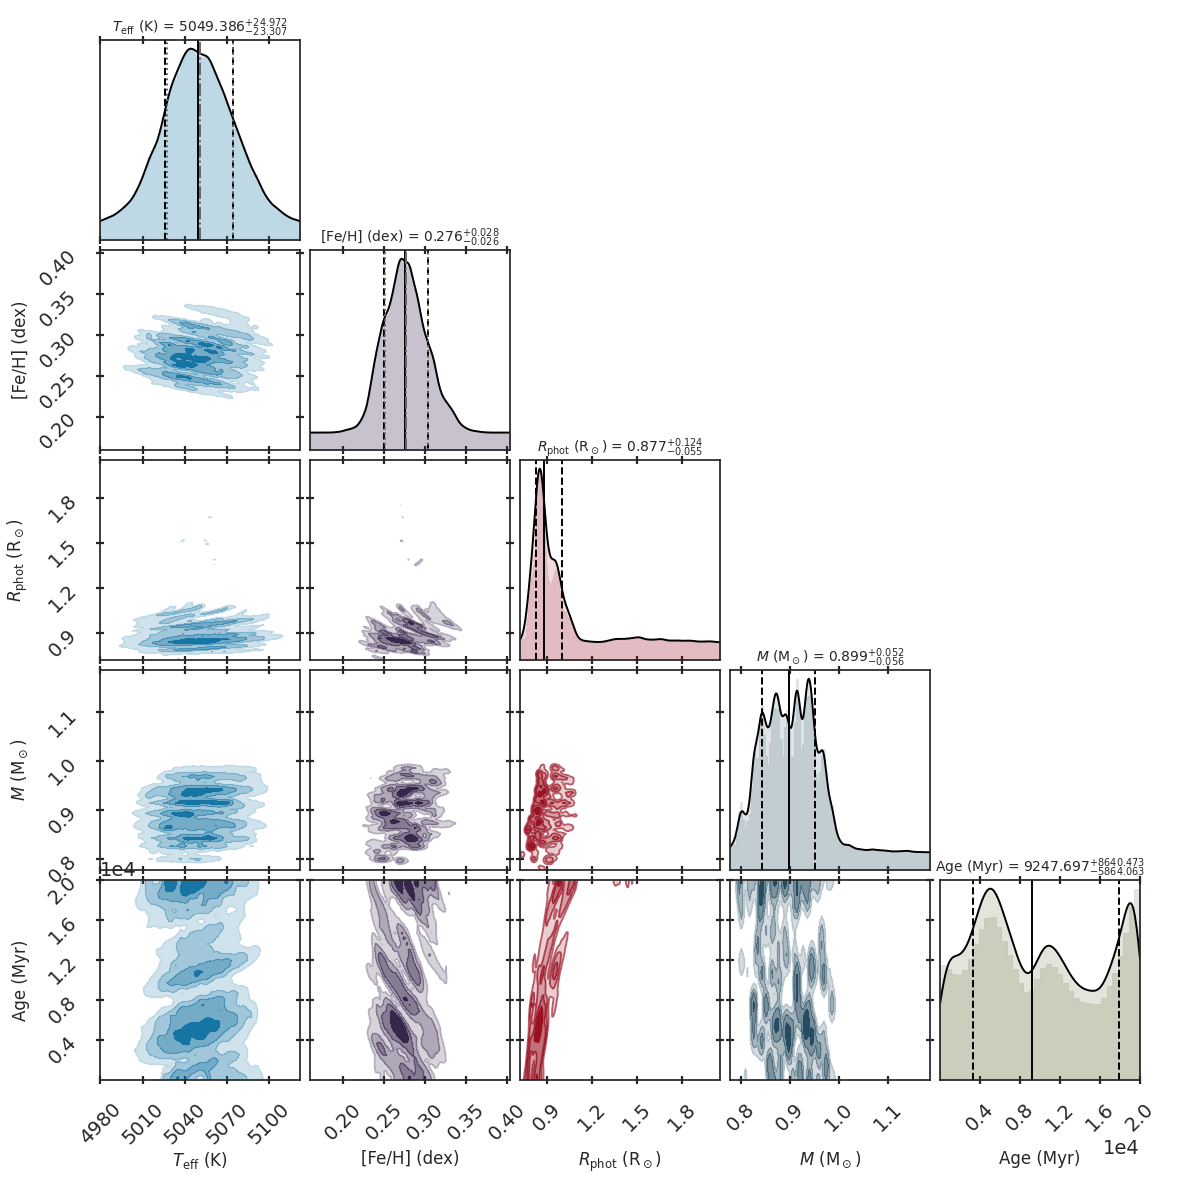 T_eff (K) = 5049.386 +24.972 −23.307
[Fe/H] (dex) = 0.276 +0.028 −0.026
R_phot (R_⊙) = 0.877 +0.124 −0.055
M (M_⊙) = 0.899 +0.052 −0.056
Age (Myr) = 9247.697 +8640.473 −5864.063
[Fe/H] (dex)
0.40
0.35
0.30
0.25
0.20
R_phot (R_⊙)
1.8
1.5
1.2
0.9
M (M_⊙)
1.1
1.0
0.9
0.8
1e4
Age (Myr)
2.0
1.6
1.2
0.8
0.4
4980 5010 5040 5070 5100
T_eff (K)
0.20 0.25 0.30 0.35 0.40
[Fe/H] (dex)
0.9 1.2 1.5 1.8
R_phot (R_⊙)
0.8 0.9 1.0 1.1
M (M_⊙)
0.4 0.8 1.2 1.6 2.0
1e4
Age (Myr)